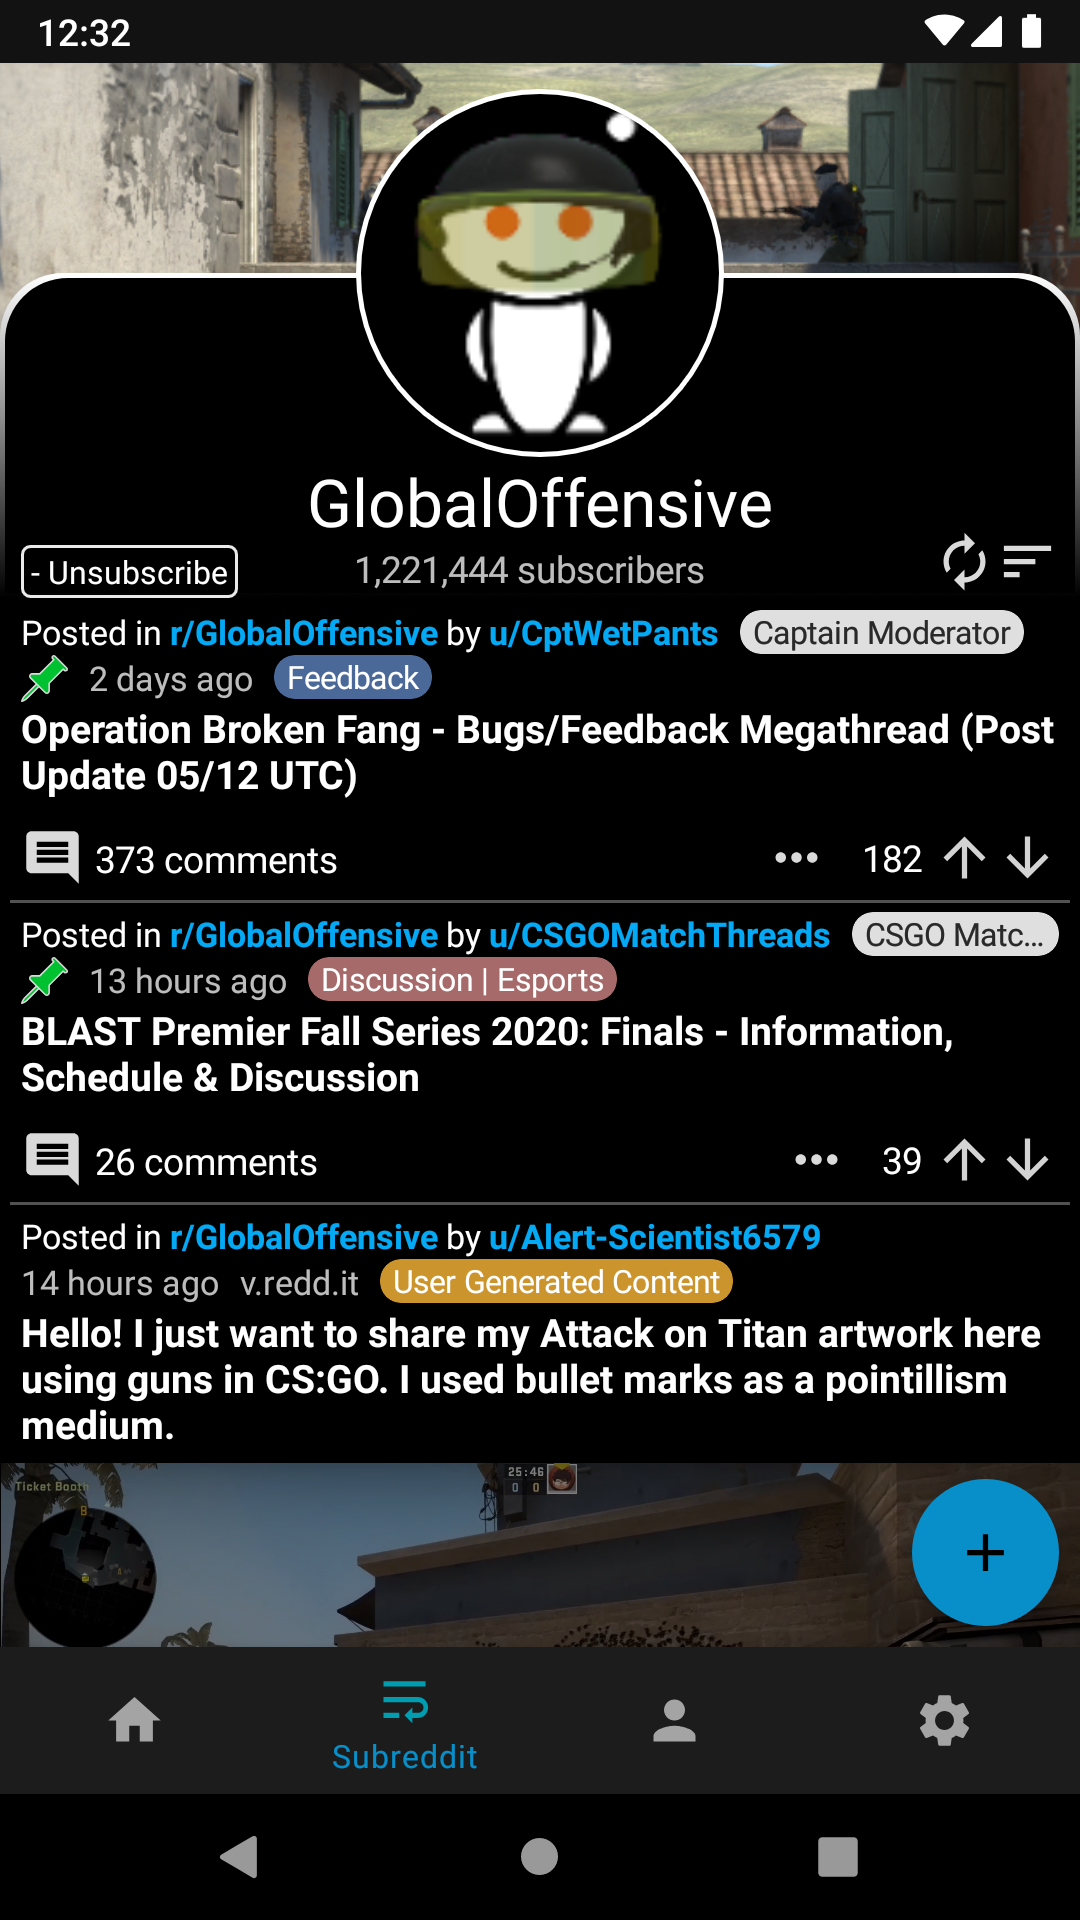 12:32
GlobalOffensive
- Unsubscribe
1,221,444 subscribers
Posted in r/GlobalOffensive by u/CptWetPants Captain Moderator
2 days ago Feedback
Operation Broken Fang - Bugs/Feedback Megathread (Post
Update 05/12 UTC)
373 comments
182
Posted in r/GlobalOffensive by u/CSGOMatchThreads CSGO Matc...
13 hours ago Discussion | Esports
BLAST Premier Fall Series 2020: Finals - Information,
Schedule & Discussion
26 comments
39
Posted in r/GlobalOffensive by u/Alert-Scientist6579
14 hours ago v.redd.it User Generated Content
Hello! I just want to share my Attack on Titan artwork here
using guns in CS:GO. I used bullet marks as a pointillism
medium.
Ticket Booth
25:46
0 0
B
Subreddit